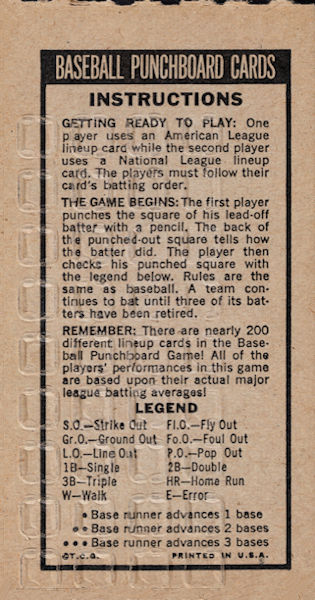 BASEBALL PUNCHBOARD CARDS
INSTRUCTIONS
GETTING READY TO PLAY: One
player uses an American League
lineup card while the second player
uses a National League lineup
card. The players must follow their
card's batting order.
THE GAME BEGINS: The first player
punches the square of his lead-off
batter with a pencil. The back of
the punched-out square tells how
the batter did. The player then
checks his punched square with
the legend below. Rules are the
same as baseball. A team con-
tinues to bat until three of its bat-
ters have been retired.
REMEMBER: There are nearly 200
different lineup cards in the Base-
ball Punchboard Game! All of the
players' performances in this game
are based upon their actual major
league batting averages!
LEGEND
S.O.—Strike Out Fl.O.—Fly Out
Gr.O.—Ground Out Fo.O.—Foul Out
L.O.—Line Out P.O.—Pop Out
1B—Single 2B—Double
3B—Triple HR—Home Run
W—Walk E—Error
• Base runner advances 1 base
•• Base runner advances 2 bases
••• Base runner advances 3 bases
©T.C.G. PRINTED IN U.S.A.